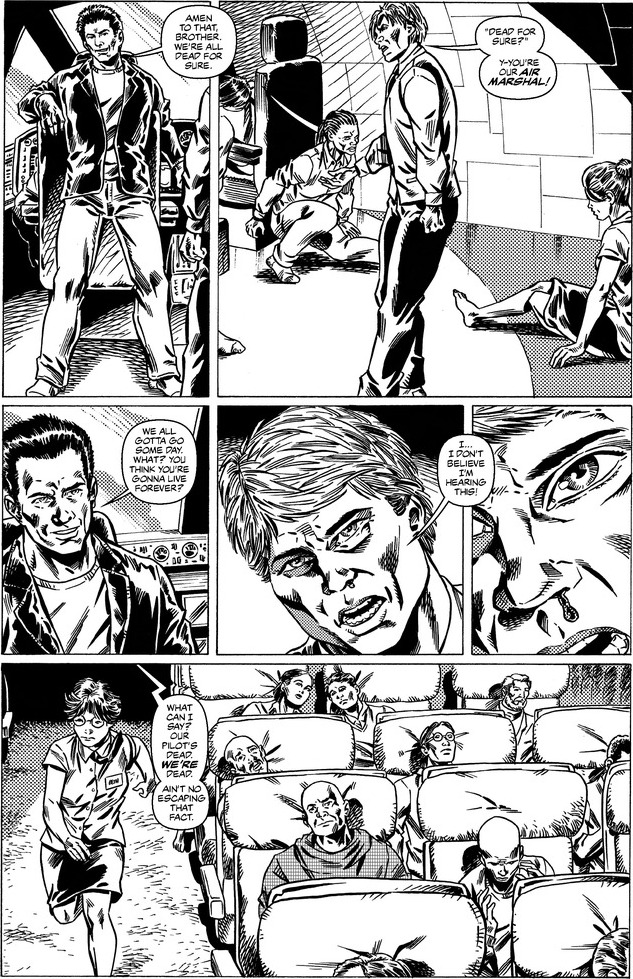 AMEN
TO THAT,
BROTHER.
WE'RE ALL
DEAD FOR
SURE.
"DEAD FOR
SURE?"
Y-YOU'RE
OUR AIR
MARSHAL!
WE ALL
GOTTA GO
SOME DAY.
WHAT? YOU
THINK YOU'RE
GONNA LIVE
FOREVER?
I...
I DON'T
BELIEVE
I'M
HEARING
THIS!
WHAT
CAN I
SAY?
OUR
PILOT'S
DEAD.
WE'RE
DEAD.
AIN'T NO
ESCAPING
THAT
FACT.